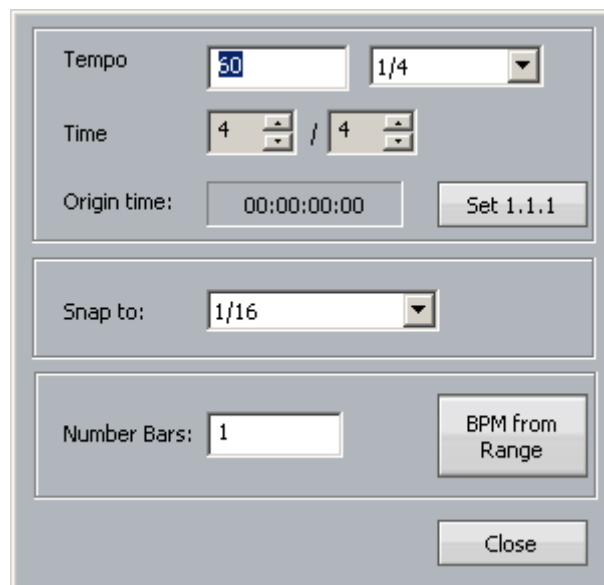 Tempo 60 1/4
Time 4 / 4
Origin time: 00:00:00:00 Set 1.1.1
Snap to: 1/16
Number Bars: 1 BPM from
Range
Close